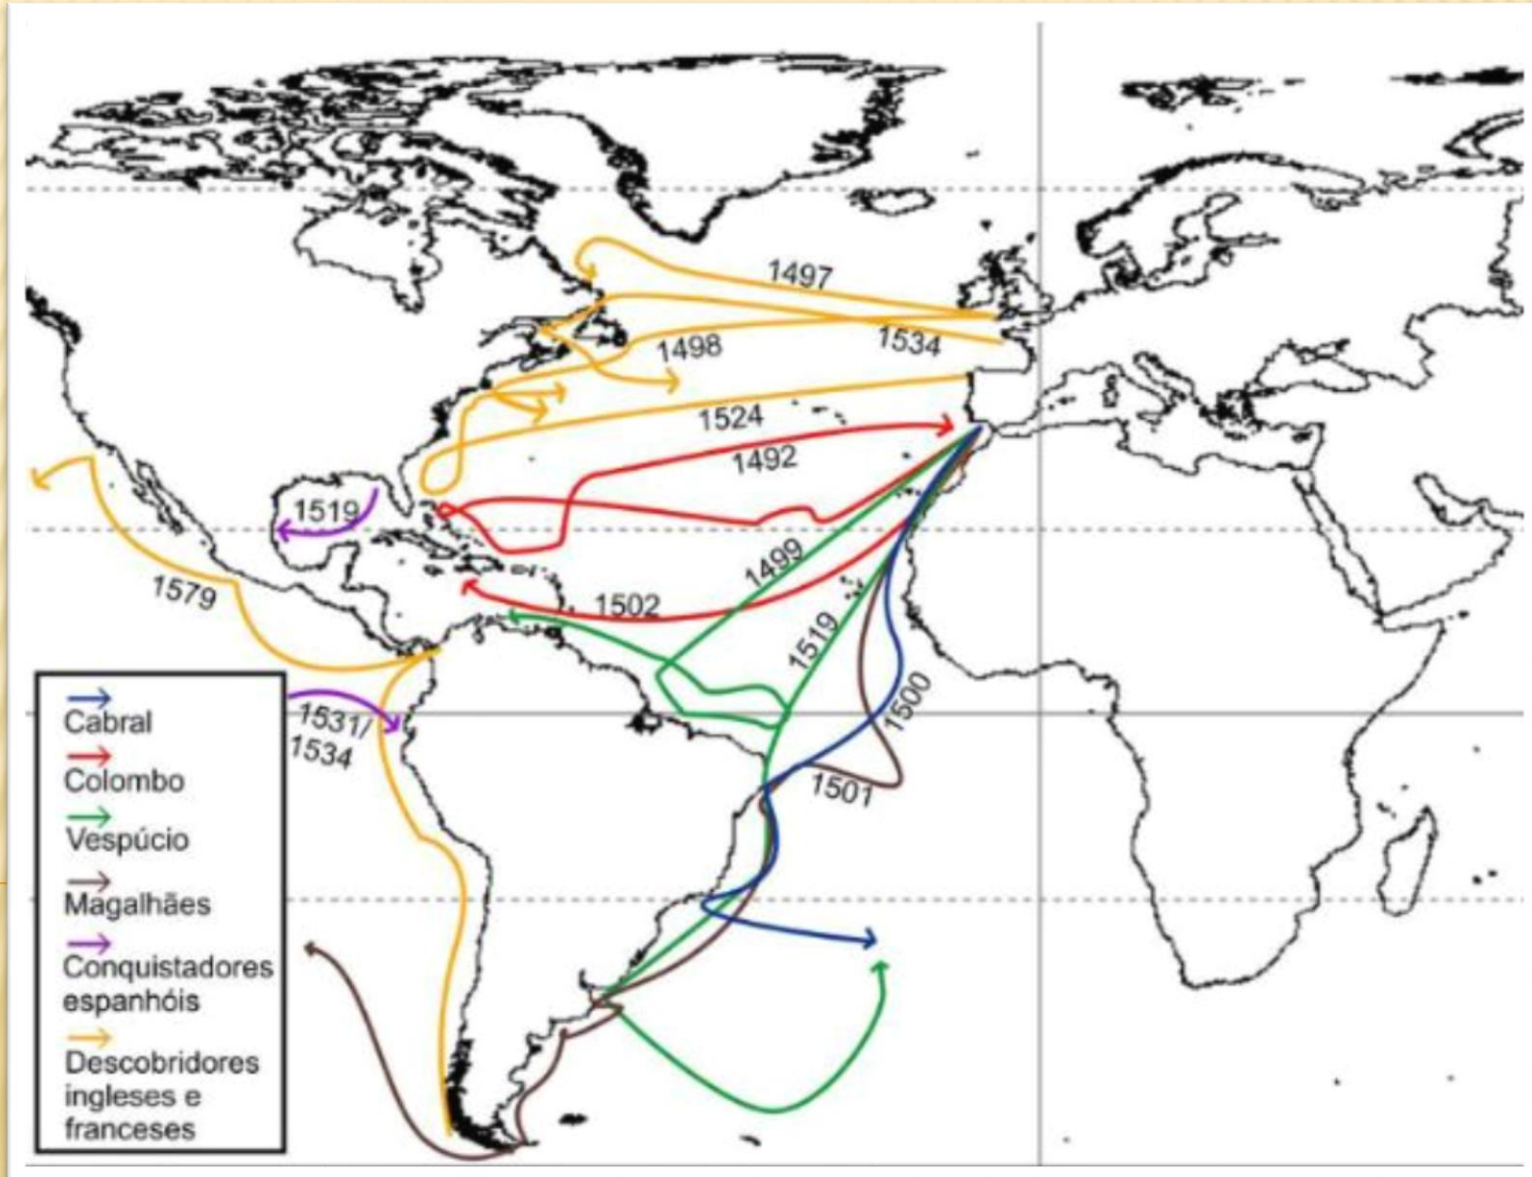 1497
1498
1534
1524
1492
1519
1499
1502
1579
1519
1500
1531/
1534
1501
Cabral
Colombo
Vespúcio
Magalhães
Conquistadores
espanhóis
Descobridores
ingleses e
franceses